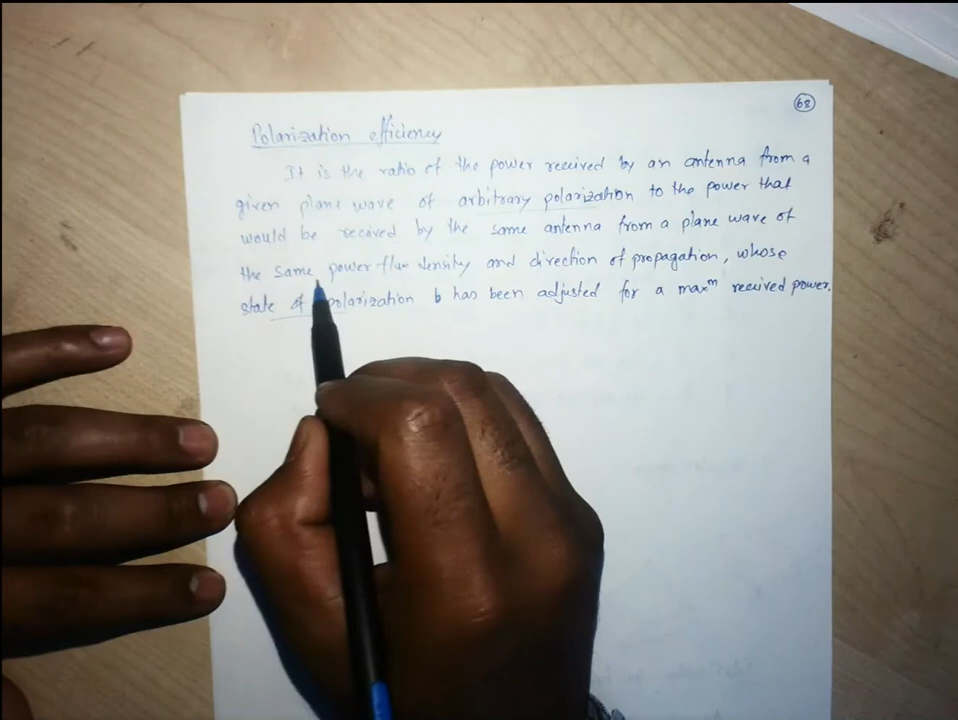 68
Polarization efficiency
It is the ratio of the power received by an antenna from a
given plane wave of arbitrary polarization to the power that
would be recived by the same antenna from a plane wave of
the same power flux density and direction of propagation, whose
state of polarization has been adjusted for a maxᵐ received power.